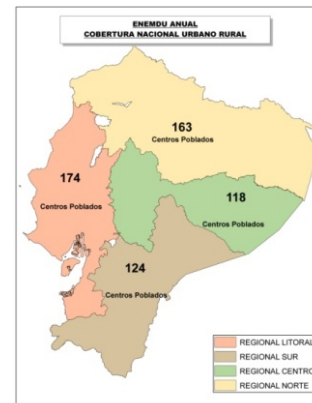 ENEMDU ANUAL
COBERTURA NACIONAL URBANO RURAL
163
Centros Poblados
174
Centros Poblados
118
Centros Poblados
124
Centros Poblados
REGIONAL LITORAL
REGIONAL SUR
REGIONAL CENTRO
REGIONAL NORTE